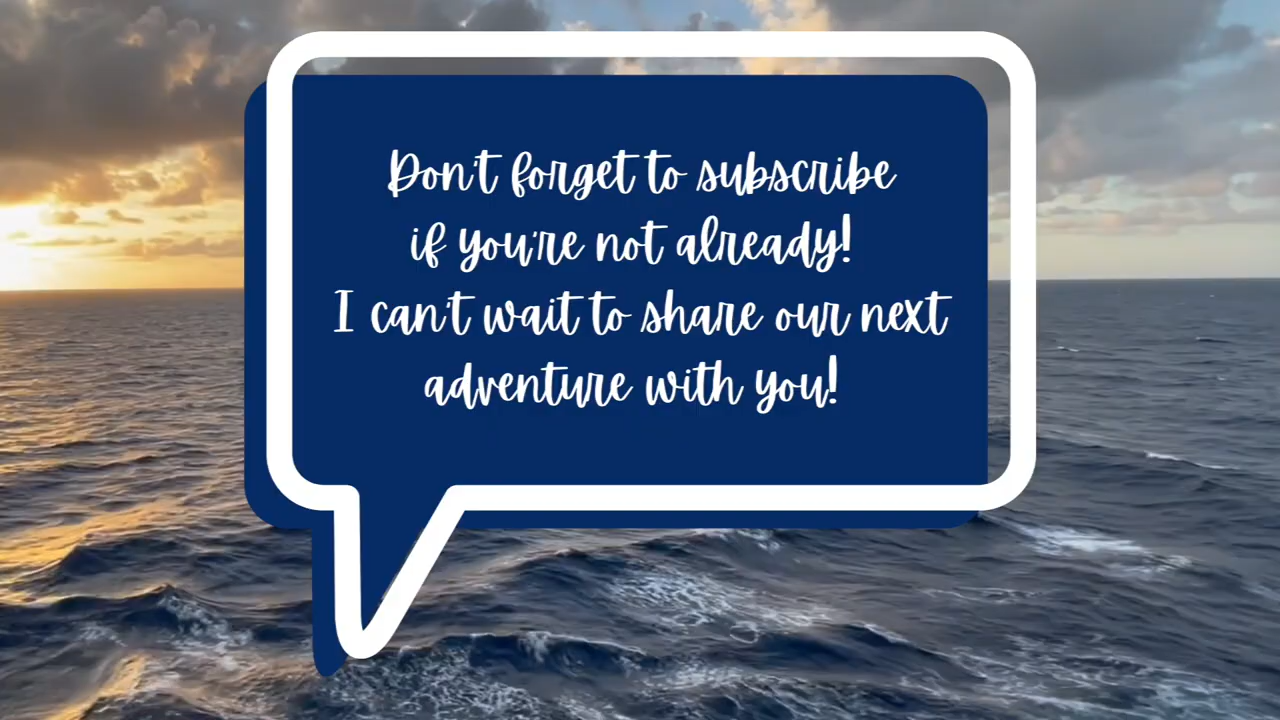 Don't forget to subscribe
if you're not already!
I can't wait to share our next
adventure with you!